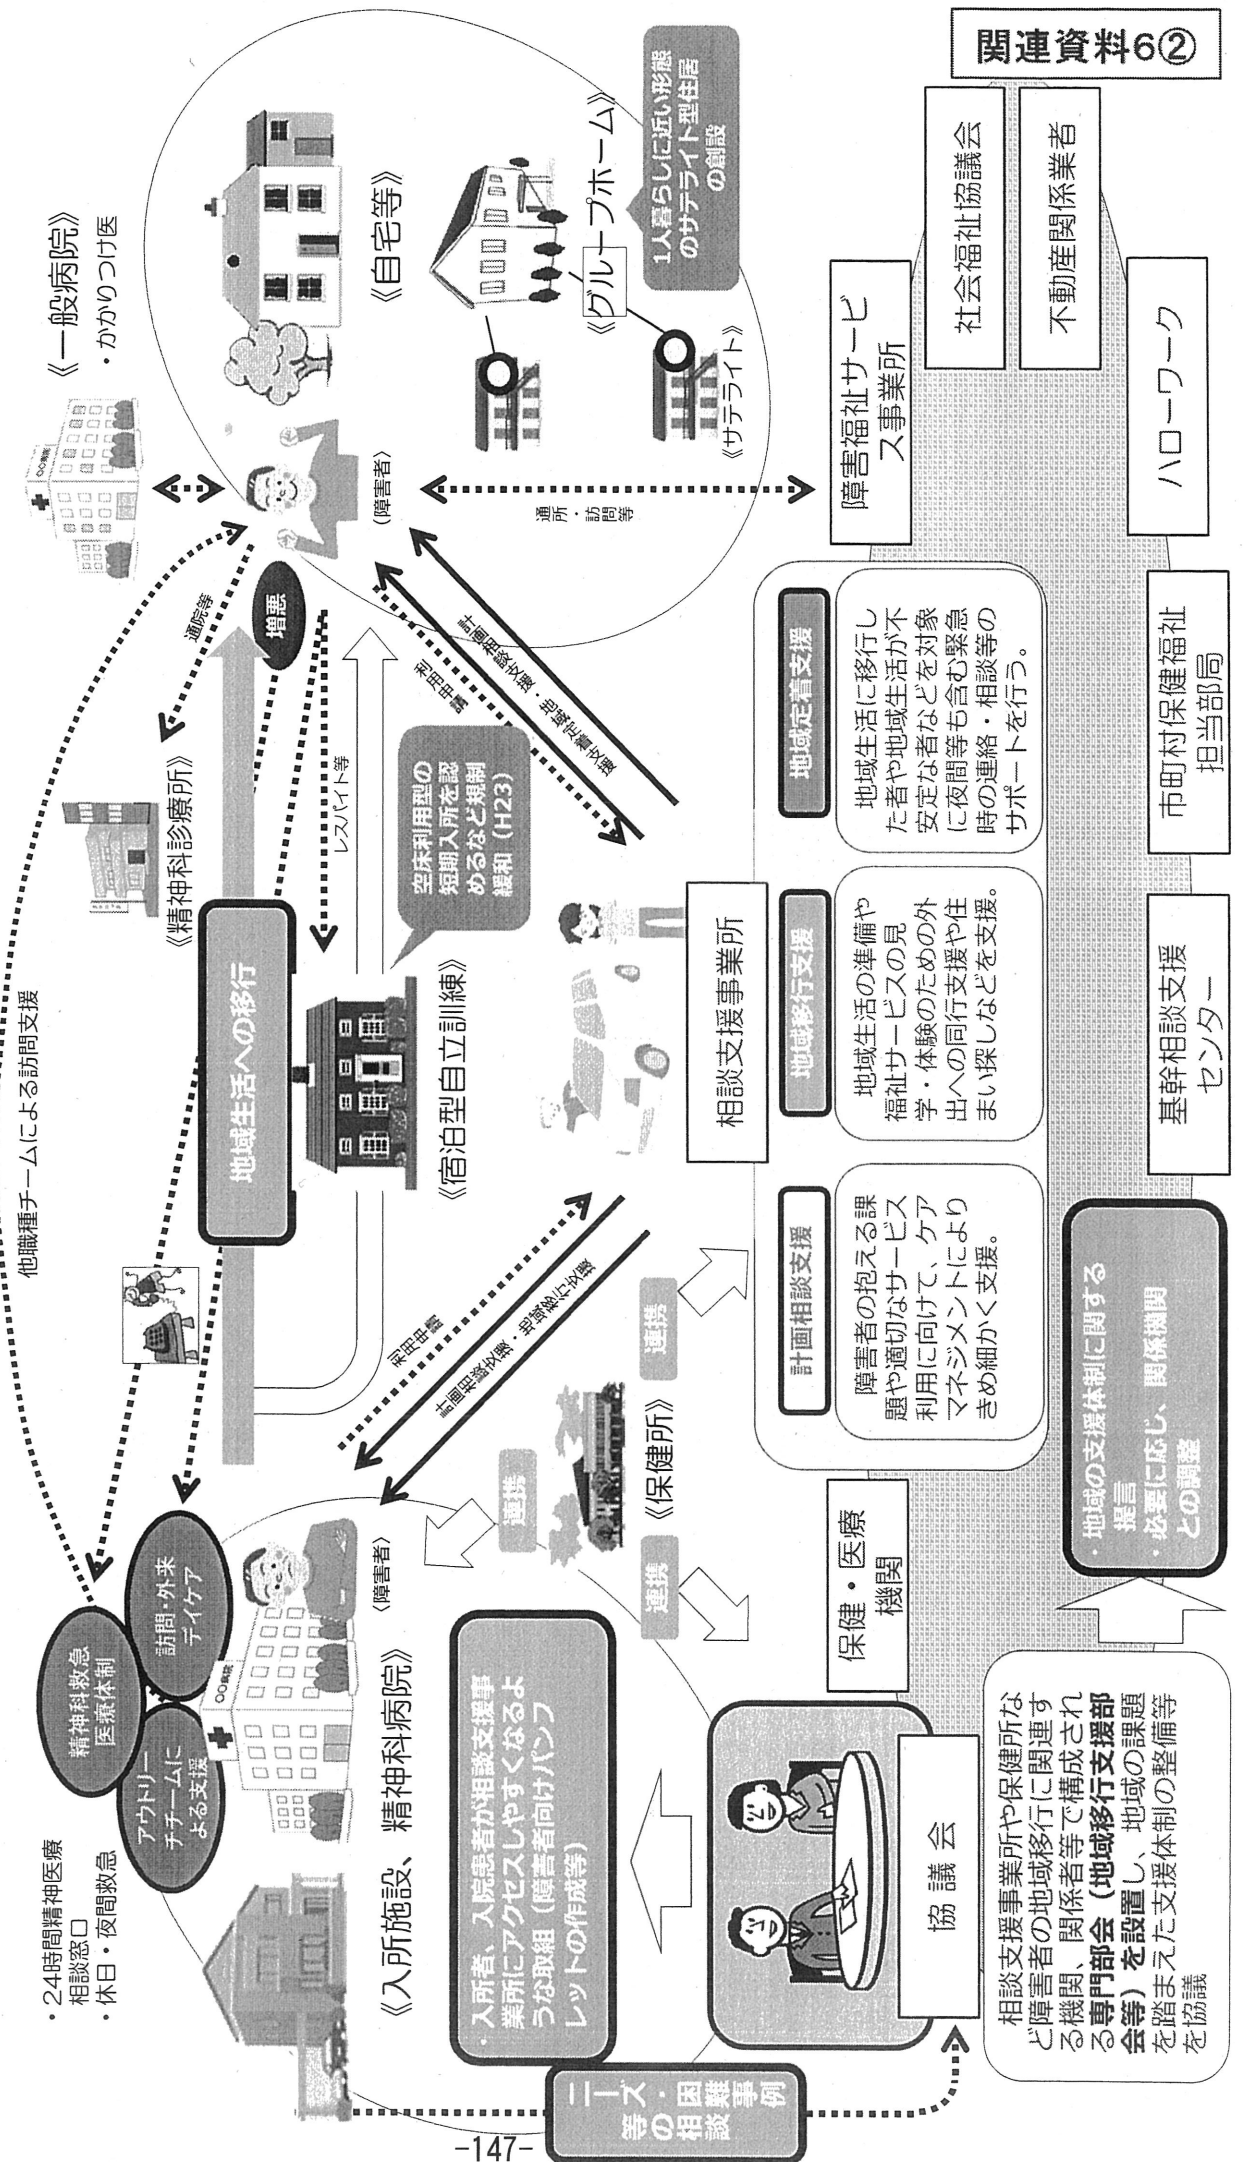 関連資料6②
他職種チームによる訪問支援
・24時間精神医療
相談窓口
・休日・夜間救急
精神科救急
医療体制
アウトリー
チチームに
よる支援
訪問・外来
デイケア
〇〇病院
〈障害者〉
《入所施設、精神科病院》
地域生活への移行
《精神科診療所》
通院等
増悪
レスパイト等
《宿泊型自立訓練》
空床利用型の
短期入所を認
めるなど規制
緩和（H23）
《一般病院》
・かかりつけ医
〇〇病院
（障害者）
《自宅等》
《グループホーム》
《サテライト》
1人暮らしに近い形態
のサテライト型住居
の創設
利用申請
計画相談支援・地域移行支援
利用申請
計画相談支援・地域定着支援
通所・訪問等
連携
連携
連携
《保健所》
・入所者、入院患者が相談支援事
業所にアクセスしやすくなるよ
うな取組（障害者向けパンフ
レットの作成等）
ニーズ・困難事例
等の相談
協議会
相談支援事業所や保健所な
ど障害者の地域移行に関連す
る機関、関係者等で構成され
る専門部会（地域移行支援部
会等）を設置し、地域の課題
を踏まえた支援体制の整備等
を協議
・地域の支援体制に関する
提言
・必要に応じ、関係機関
との調整
相談支援事業所
計画相談支援
障害者の抱える課
題や適切なサービス
利用に向けて、ケア
マネジメントにより
きめ細かく支援。
地域移行支援
地域生活の準備や
福祉サービスの見
学・体験のための外
出への同行支援や住
まい探しなどを支援。
地域定着支援
地域生活に移行し
た者や地域生活が不
安定な者などを対象
に夜間等も含む緊急
時の連絡・相談等の
サポートを行う。
保健・医療
機関
障害福祉サービ
ス事業所
社会福祉協議会
不動産関係業者
ハローワーク
市町村保健福祉
担当部局
基幹相談支援
センター
-147-